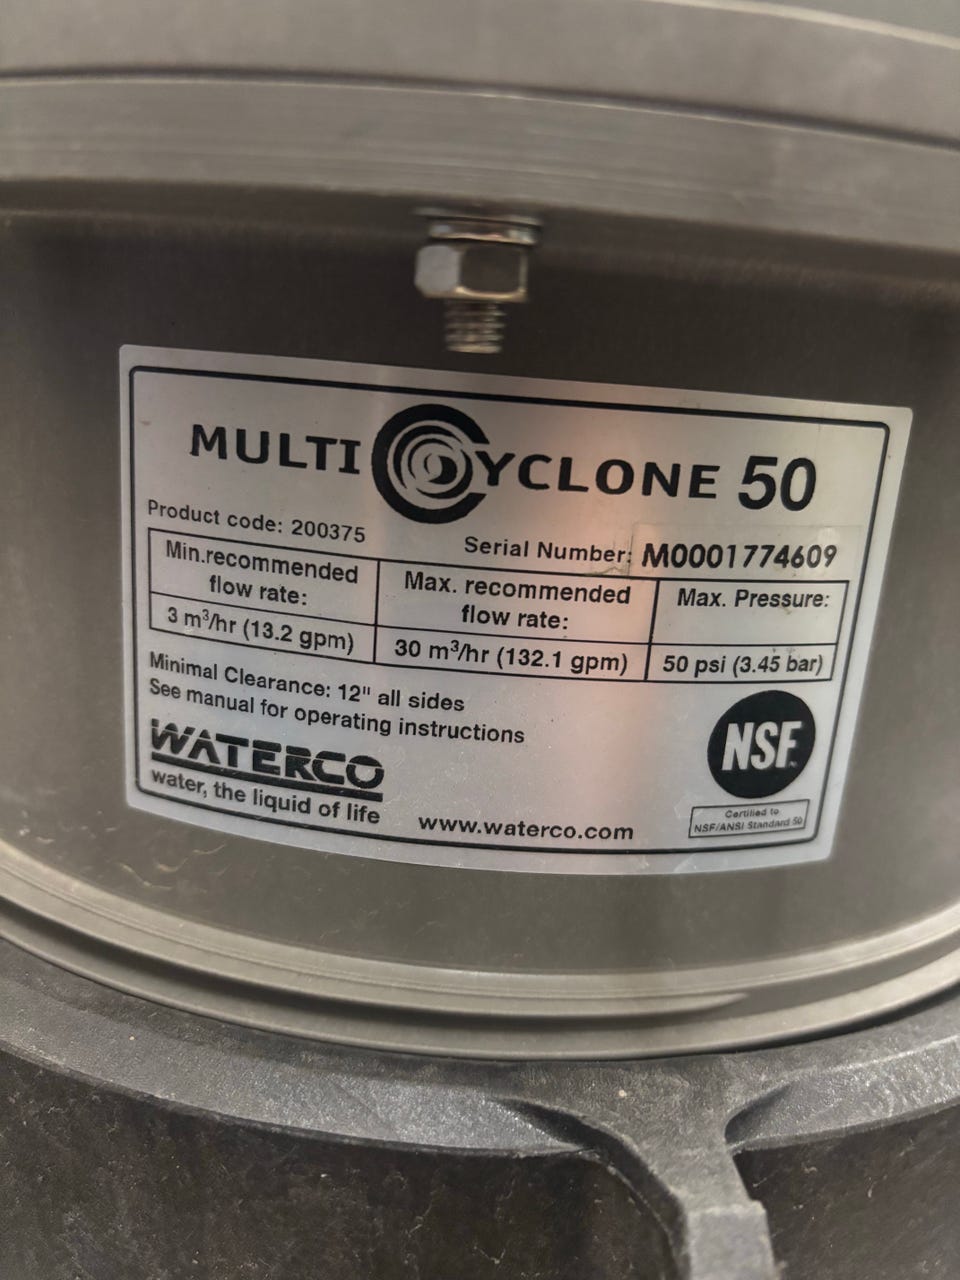 MULTICYCLONE 50
Product code: 200375
Serial Number: M0001774609
Min.recommended flow rate:
3 m³/hr (13.2 gpm)
Max. recommended flow rate:
30 m³/hr (132.1 gpm)
Max. Pressure:
50 psi (3.45 bar)
Minimal Clearance: 12" all sides
See manual for operating instructions
WATERCO
water, the liquid of life
www.waterco.com
NSF
Certified to
NSF/ANSI Standard 50